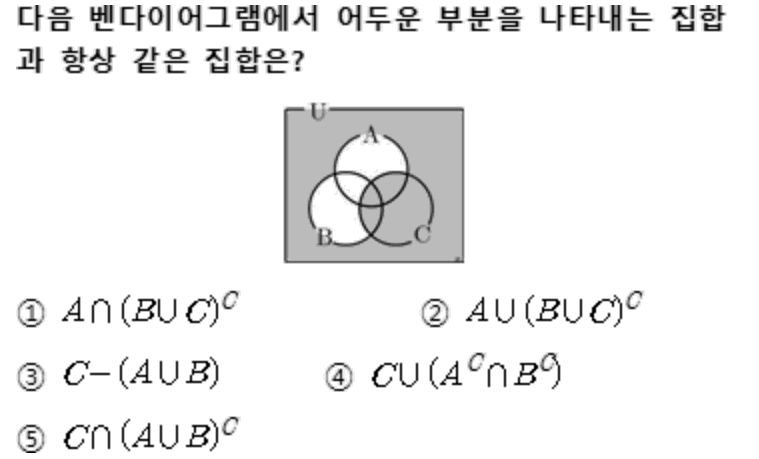 다음 벤다이어그램에서 어두운 부분을 나타내는 집합
과 항상 같은 집합은?
U
A
B
C
① A∩(B∪C)^C
② A∪(B∪C)^C
③ C−(A∪B)
④ C∪(A^C∩B^C)
⑤ C∩(A∪B)^C